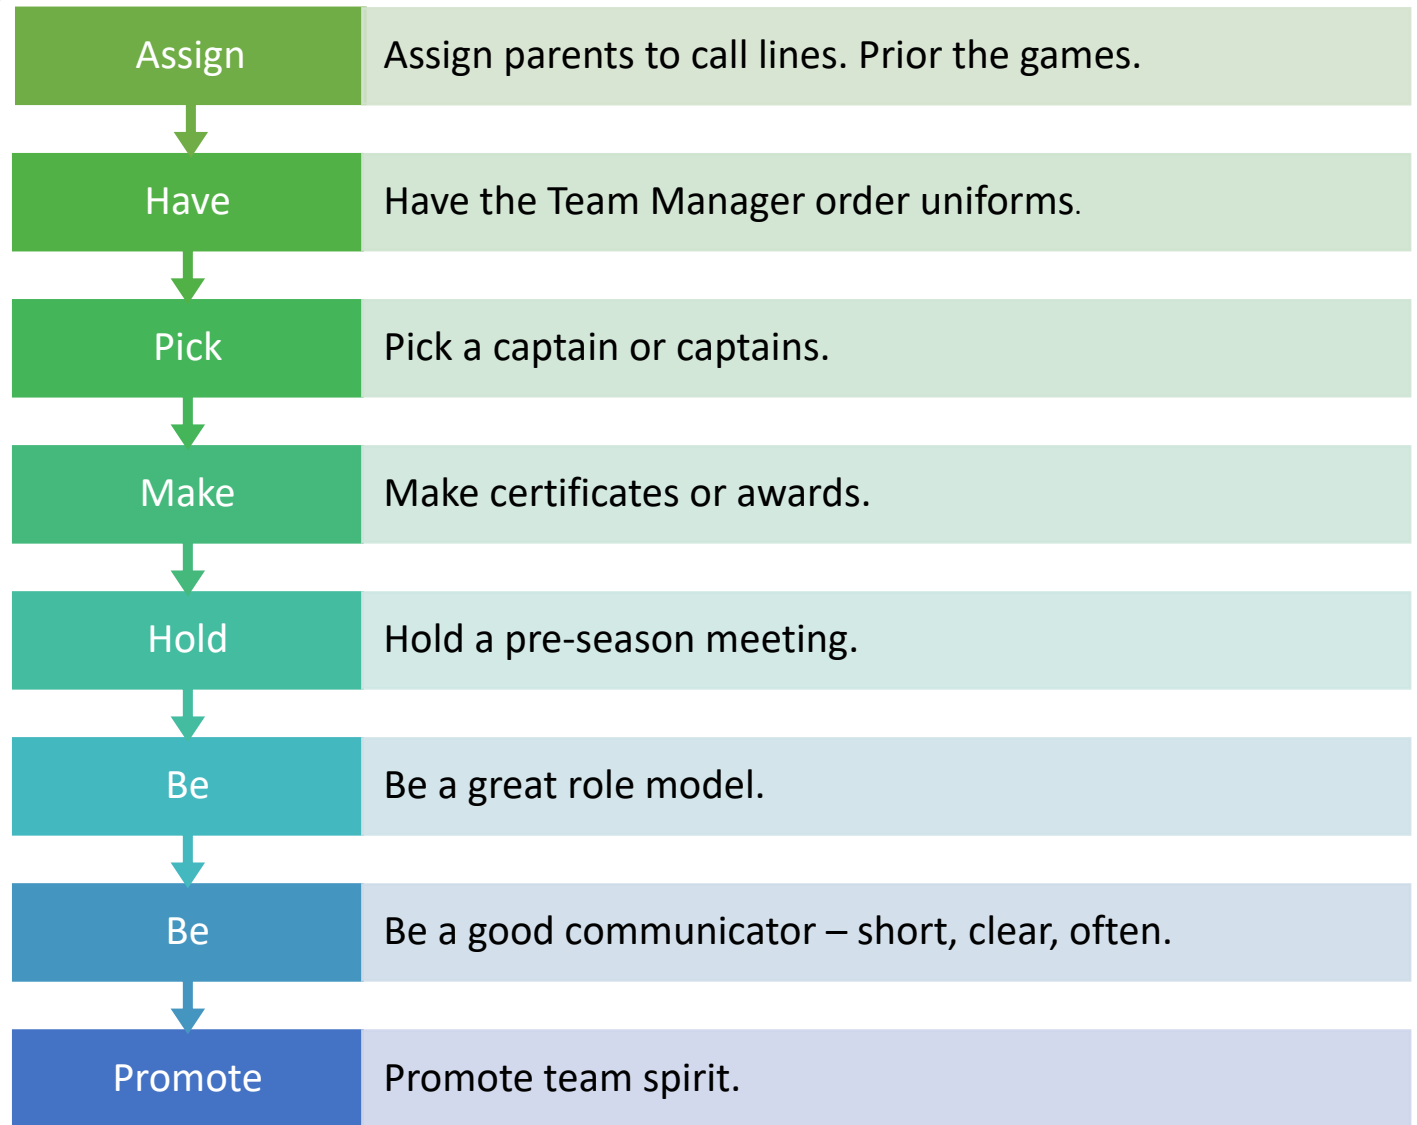 Assign
Assign parents to call lines. Prior the games.
Have
Have the Team Manager order uniforms.
Pick
Pick a captain or captains.
Make
Make certificates or awards.
Hold
Hold a pre-season meeting.
Be
Be a great role model.
Be
Be a good communicator – short, clear, often.
Promote
Promote team spirit.